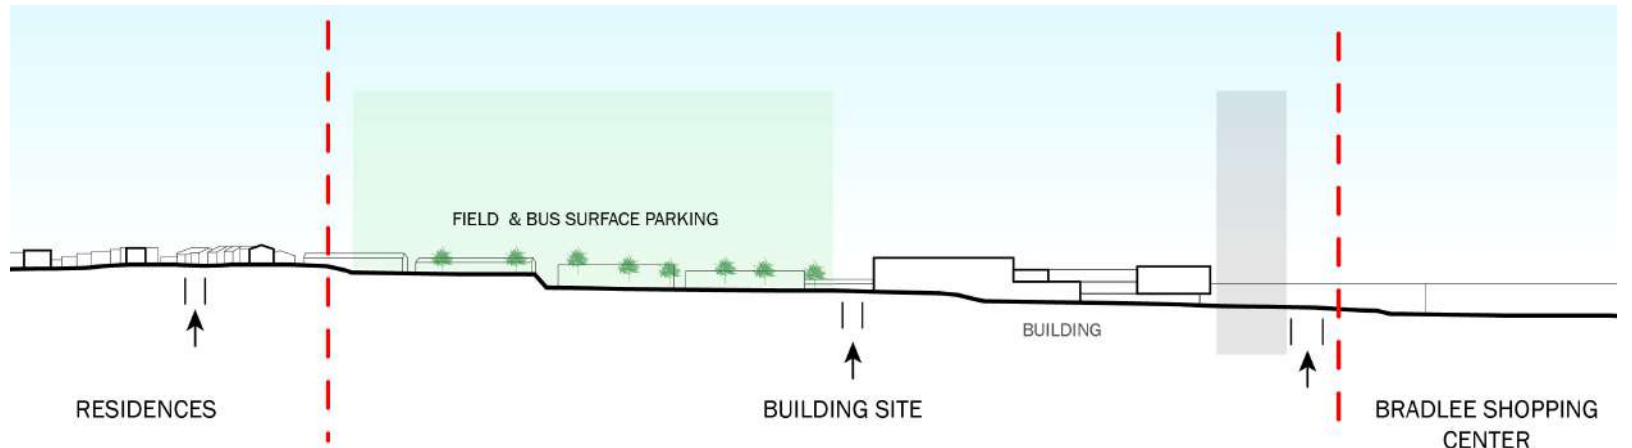 FIELD & BUS SURFACE PARKING
BUILDING
RESIDENCES
BUILDING SITE
BRADLEE SHOPPING
CENTER